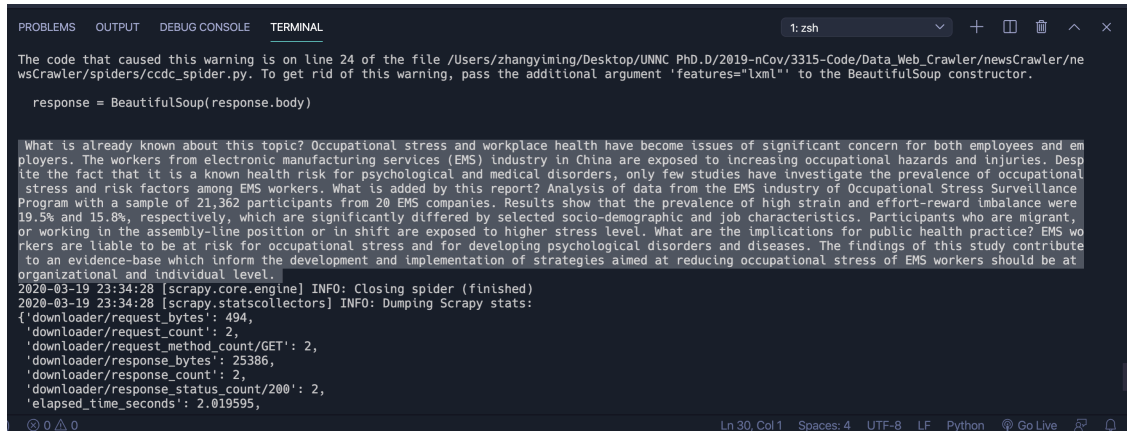 PROBLEMS OUTPUT DEBUG CONSOLE TERMINAL 1: zsh
The code that caused this warning is on line 24 of the file /Users/zhangyiming/Desktop/UNNC PhD.D/2019-nCov/3315-Code/Data_Web_Crawler/newsCrawler/ne
wsCrawler/spiders/ccdc_spider.py. To get rid of this warning, pass the additional argument 'features="lxml"' to the BeautifulSoup constructor.
response = BeautifulSoup(response.body)
What is already known about this topic? Occupational stress and workplace health have become issues of significant concern for both employees and em
ployers. The workers from electronic manufacturing services (EMS) industry in China are exposed to increasing occupational hazards and injuries. Desp
ite the fact that it is a known health risk for psychological and medical disorders, only few studies have investigate the prevalence of occupational
stress and risk factors among EMS workers. What is added by this report? Analysis of data from the EMS industry of Occupational Stress Surveillance
Program with a sample of 21,362 participants from 20 EMS companies. Results show that the prevalence of high strain and effort-reward imbalance were
19.5% and 15.8%, respectively, which are significantly differed by selected socio-demographic and job characteristics. Participants who are migrant,
or working in the assembly-line position or in shift are exposed to higher stress level. What are the implications for public health practice? EMS wo
rkers are liable to be at risk for occupational stress and for developing psychological disorders and diseases. The findings of this study contribute
to an evidence-base which inform the development and implementation of strategies aimed at reducing occupational stress of EMS workers should be at
organizational and individual level.
2020-03-19 23:34:28 [scrapy.core.engine] INFO: Closing spider (finished)
2020-03-19 23:34:28 [scrapy.statscollectors] INFO: Dumping Scrapy stats:
{'downloader/request_bytes': 494,
'downloader/request_count': 2,
'downloader/request_method_count/GET': 2,
'downloader/response_bytes': 25386,
'downloader/response_count': 2,
'downloader/response_status_count/200': 2,
'elapsed_time_seconds': 2.019595,
0 0 Ln 30, Col 1 Spaces: 4 UTF-8 LF Python Go Live